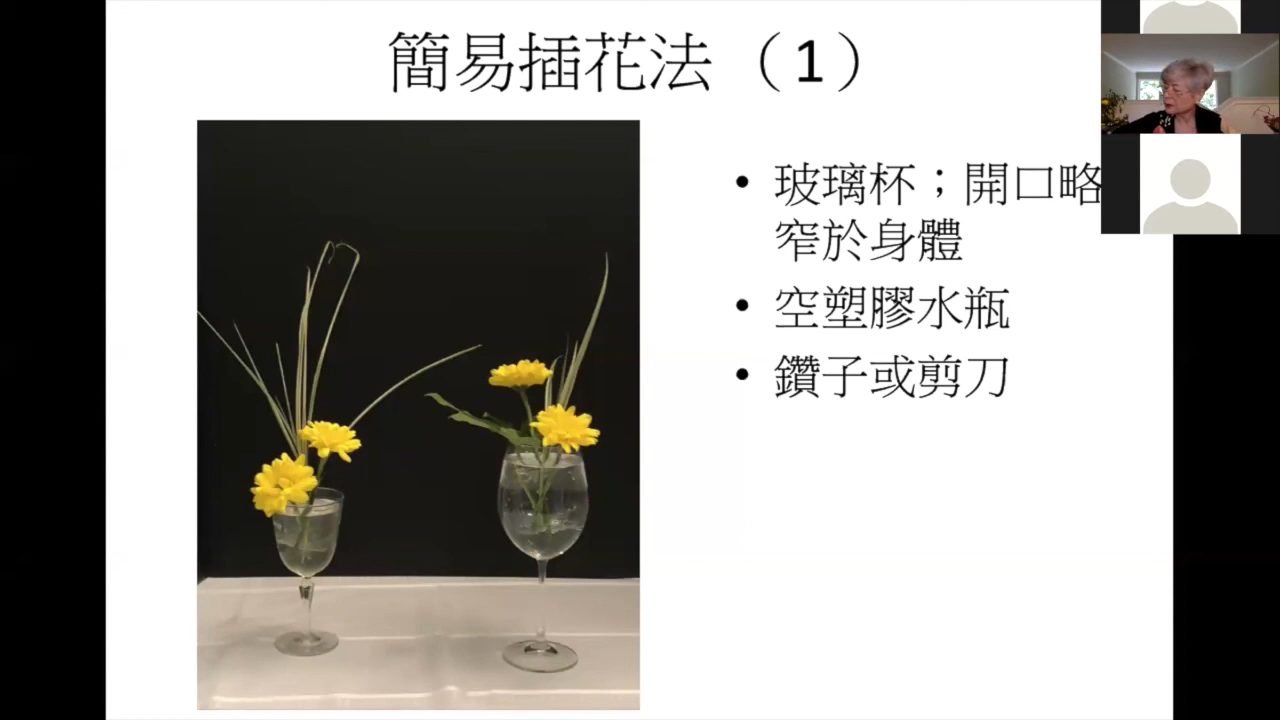 簡易插花法（1）
• 玻璃杯；開口略
窄於身體
• 空塑膠水瓶
• 鑽子或剪刀